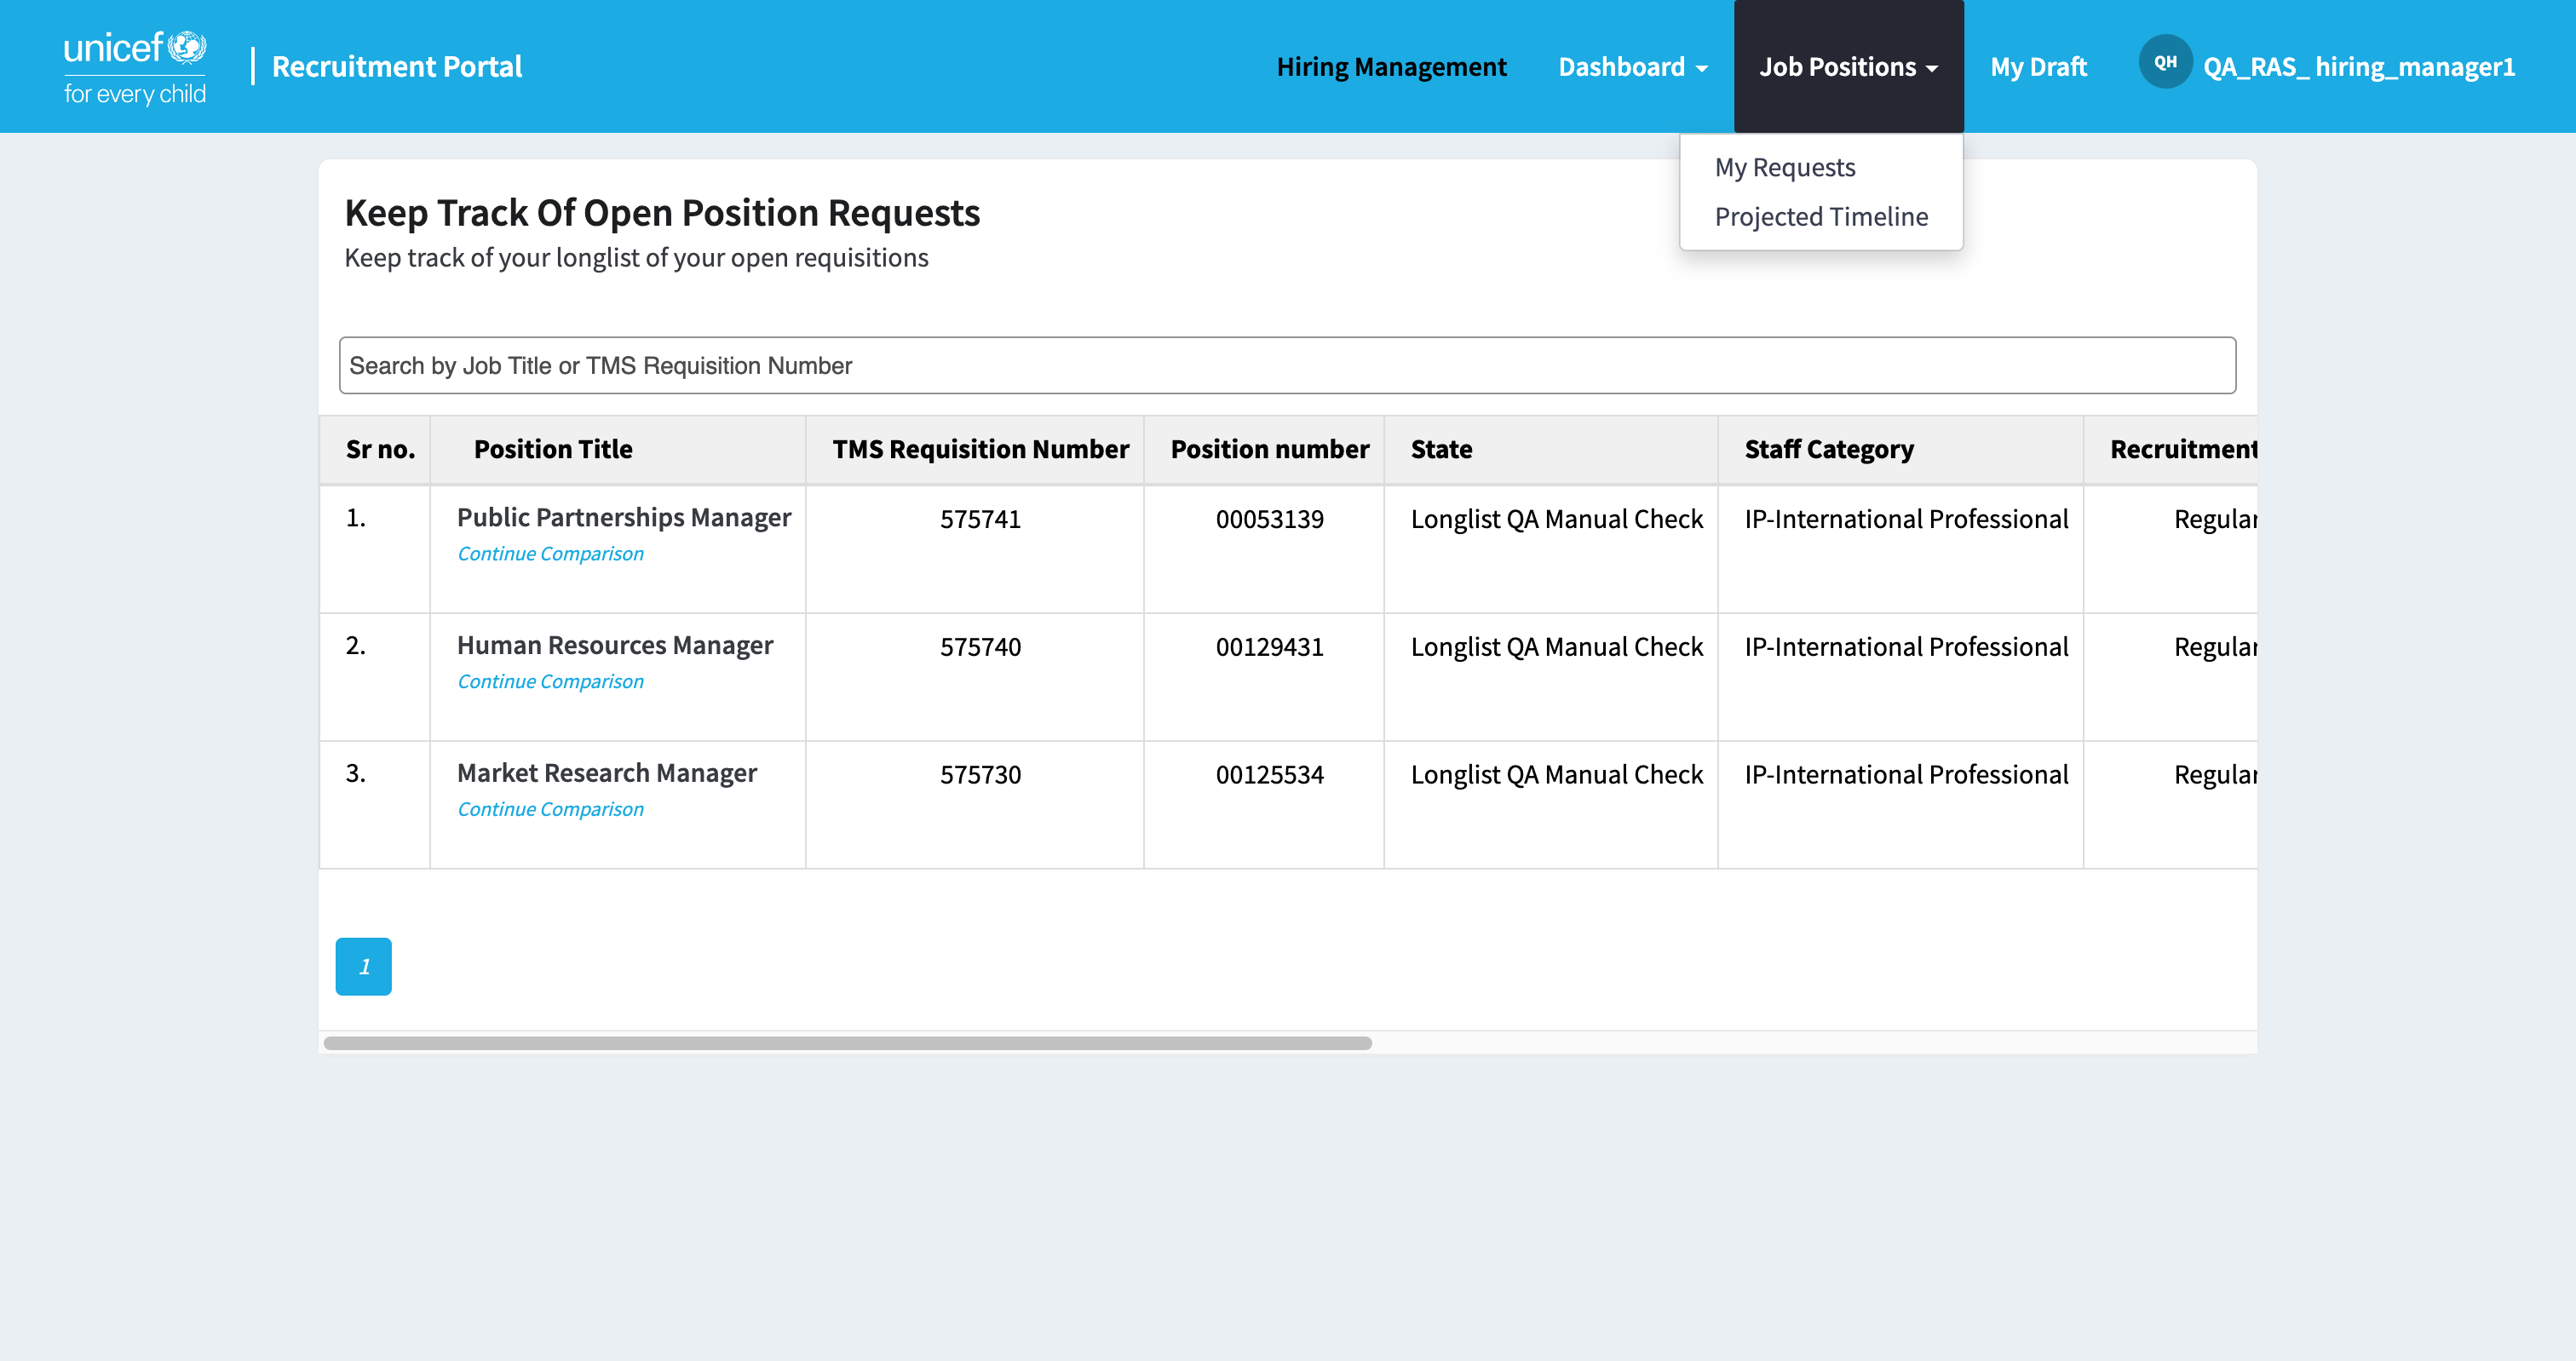 unicef
for every child
Recruitment Portal
Hiring Management
Dashboard
Job Positions
My Draft
QH
QA_RAS_ hiring_manager1
My Requests
Projected Timeline
Keep Track Of Open Position Requests
Keep track of your longlist of your open requisitions
Search by Job Title or TMS Requisition Number
Sr no. Position Title TMS Requisition Number Position number State Staff Category Recruitment
1. Public Partnerships Manager 575741 00053139 Longlist QA Manual Check IP-International Professional Regular
Continue Comparison
2. Human Resources Manager 575740 00129431 Longlist QA Manual Check IP-International Professional Regular
Continue Comparison
3. Market Research Manager 575730 00125534 Longlist QA Manual Check IP-International Professional Regular
Continue Comparison
1